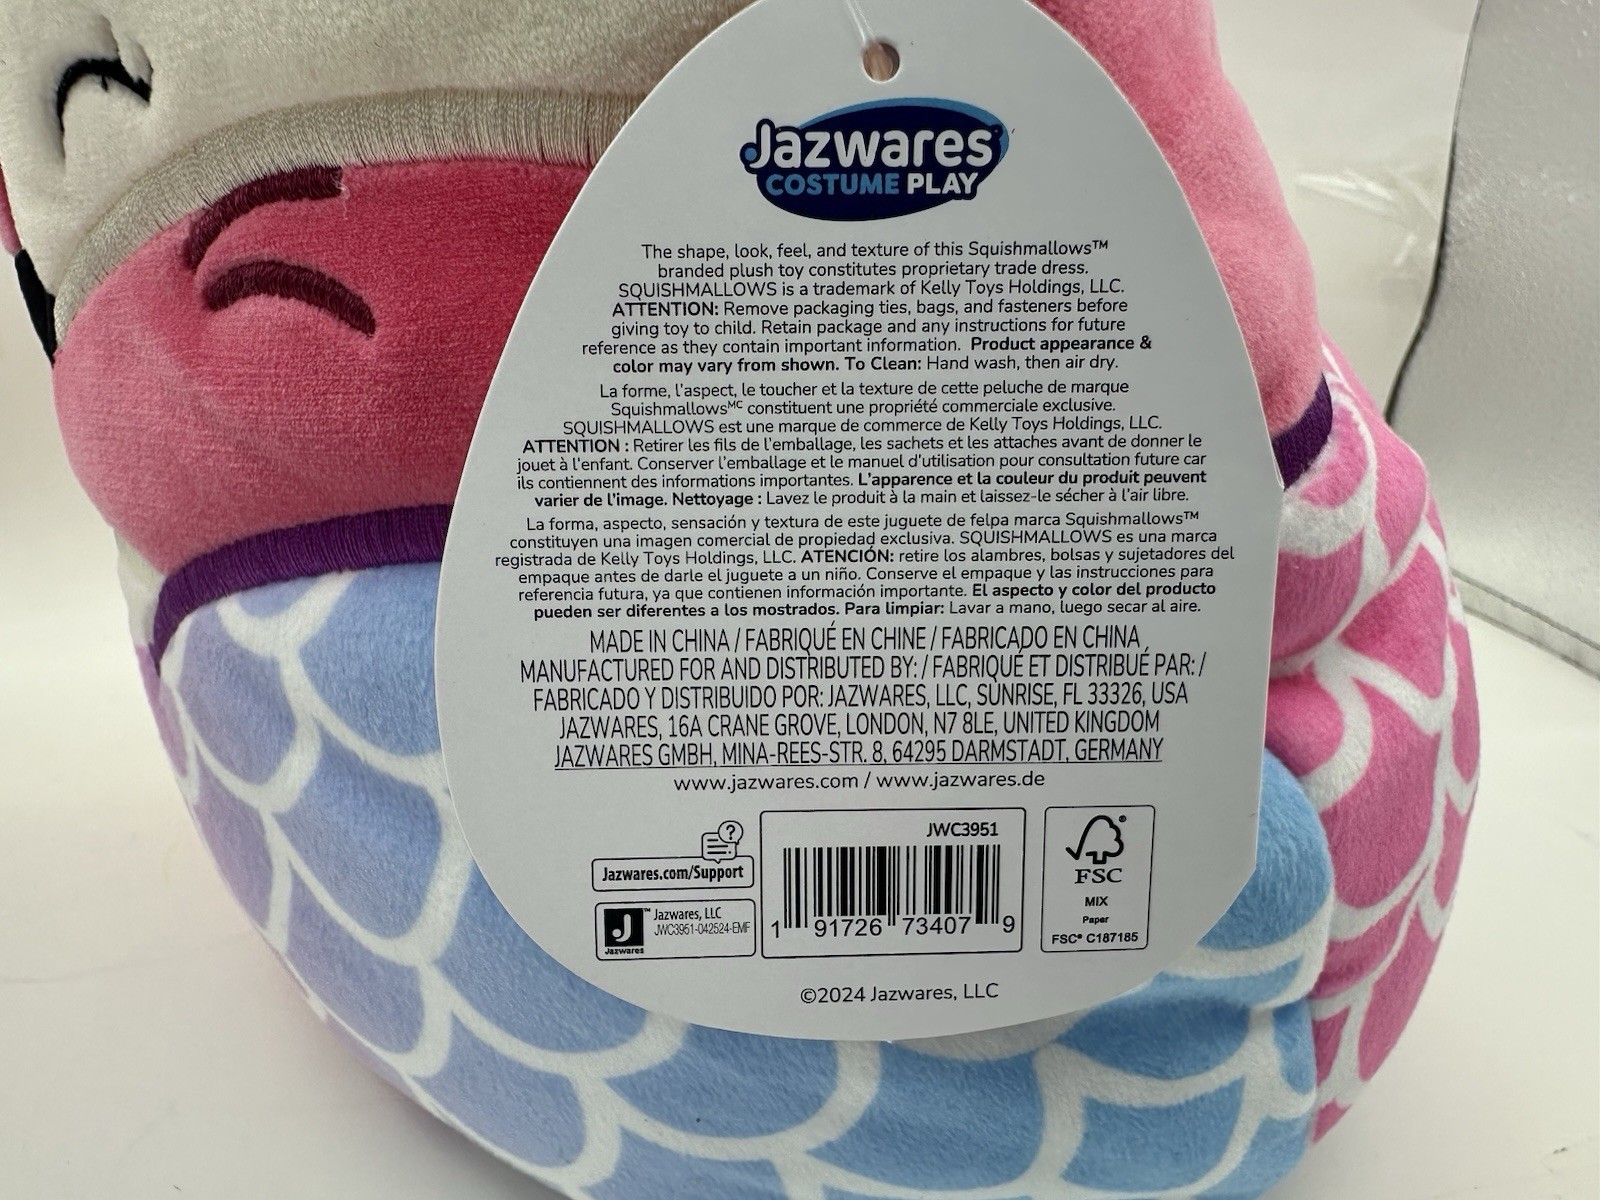 Jazwares
COSTUME PLAY
The shape, look, feel, and texture of this Squishmallows™
branded plush toy constitutes proprietary trade dress.
SQUISHMALLOWS is a trademark of Kelly Toys Holdings, LLC.
ATTENTION: Remove packaging ties, bags, and fasteners before
giving toy to child. Retain package and any instructions for future
reference as they contain important information. Product appearance &
color may vary from shown. To Clean: Hand wash, then air dry.
La forme, l'aspect, le toucher et la texture de cette peluche de marque
Squishmallowsᴹᶜ constituent une propriété commerciale exclusive.
SQUISHMALLOWS est une marque de commerce de Kelly Toys Holdings, LLC.
ATTENTION : Retirer les fils de l'emballage, les sachets et les attaches avant de donner le
jouet à l'enfant. Conserver l'emballage et le manuel d'utilisation pour consultation future car
ils contiennent des informations importantes. L'apparence et la couleur du produit peuvent
varier de l'image. Nettoyage : Lavez le produit à la main et laissez-le sécher à l'air libre.
La forma, aspecto, sensación y textura de este juguete de felpa marca Squishmallows™
constituyen una imagen comercial de propiedad exclusiva. SQUISHMALLOWS es una marca
registrada de Kelly Toys Holdings, LLC. ATENCIÓN: retire los alambres, bolsas y sujetadores del
empaque antes de darle el juguete a un niño. Conserve el empaque y las instrucciones para
referencia futura, ya que contienen información importante. El aspecto y color del producto
pueden ser diferentes a los mostrados. Para limpiar: Lavar a mano, luego secar al aire.
MADE IN CHINA / FABRIQUÉ EN CHINE / FABRICADO EN CHINA
MANUFACTURED FOR AND DISTRIBUTED BY: / FABRIQUÉ ET DISTRIBUÉ PAR: /
FABRICADO Y DISTRIBUIDO POR: JAZWARES, LLC, SUNRISE, FL 33326, USA
JAZWARES, 16A CRANE GROVE, LONDON, N7 8LE, UNITED KINGDOM
JAZWARES GMBH, MINA-REES-STR. 8, 64295 DARMSTADT, GERMANY
www.jazwares.com / www.jazwares.de
?
Jazwares.com/Support
J™
Jazwares
Jazwares, LLC
JWC3951-042524-EMF
JWC3951
1 91726 73407 9
FSC
MIX
Paper
FSC® C187185
©2024 Jazwares, LLC